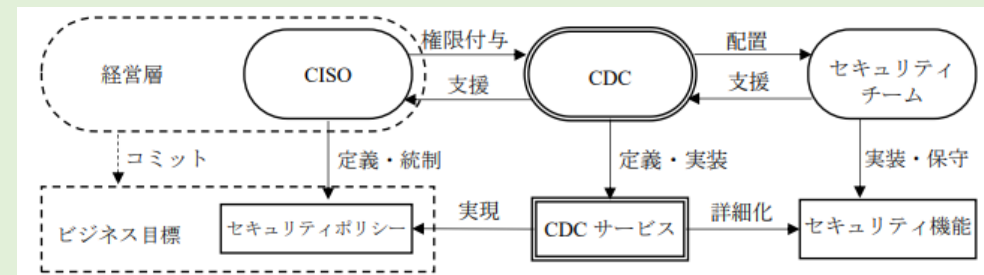 権限付与
配置
経営層
CISO
CDC
セキュリティ
チーム
支援
支援
コミット
定義・統制
定義・実装
実装・保守
ビジネス目標
セキュリティポリシー
実現
CDC サービス
詳細化
セキュリティ機能